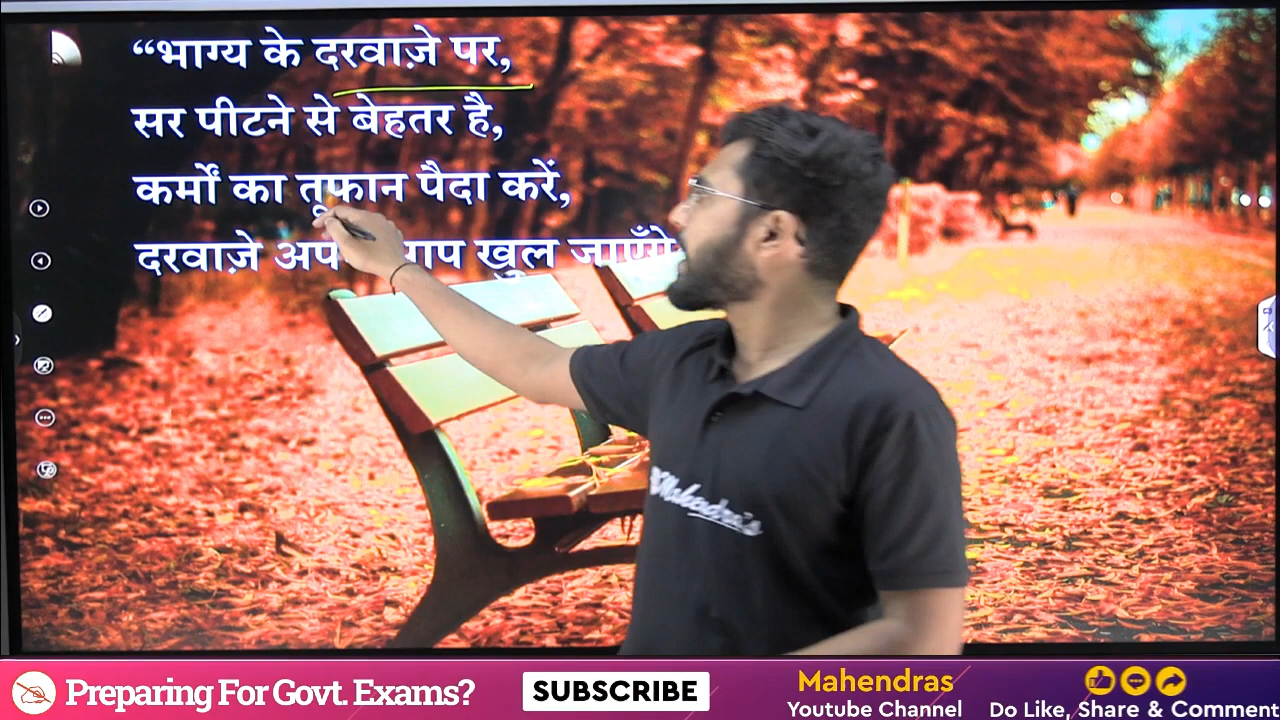 “भाग्य के दरवाज़े पर,
सर पीटने से बेहतर है,
कर्मों का तूफान पैदा करें,
दरवाज़े खुल जाएँगे
Mahendra's
Preparing For Govt. Exams?
SUBSCRIBE
Mahendras
Youtube Channel
Do Like, Share & Comment